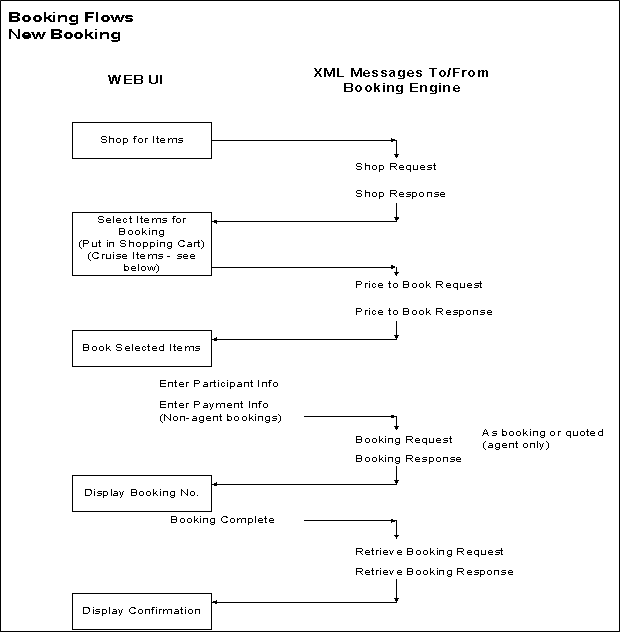 Booking Flows
New Booking
WEB UI
XML Messages To/From
Booking Engine
Shop for Items
Shop Request
Shop Response
Select Items for
Booking
(Put in Shopping Cart)
(Cruise Items - see
below)
Price to Book Request
Price to Book Response
Book Selected Items
Enter Participant Info
Enter Payment Info
(Non-agent bookings)
Booking Request
As booking or quoted
(agent only)
Booking Response
Display Booking No.
Booking Complete
Retrieve Booking Request
Retrieve Booking Response
Display Confirmation